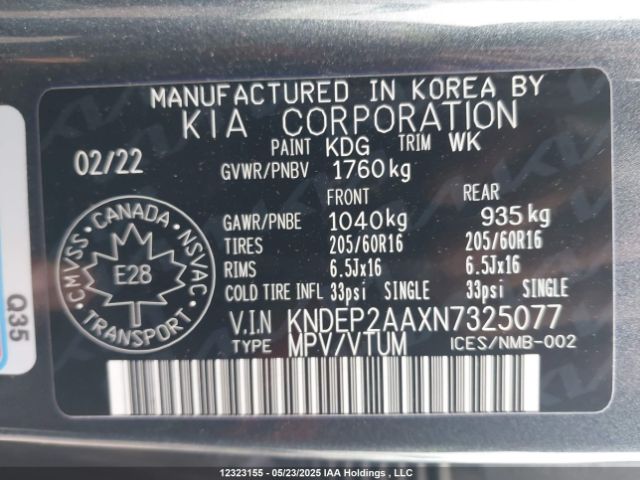 MANUFACTURED IN KOREA BY
KIA CORPORATION
02/22 PAINT KDG TRIM WK
GVWR/PNBV 1760kg
FRONT REAR
GAWR/PNBE 1040kg 935kg
TIRES 205/60R16 205/60R16
RIMS 6.5Jx16 6.5Jx16
COLD TIRE INFL 33psi SINGLE 33psi SINGLE
V.I.N KNDEP2AAXN7325077
TYPE MPV/VTUM ICES/NMB-002
CANADA
CMVSS NSVAC
E28
TRANSPORT
Q35
12323155 - 05/23/2025 IAA Holdings , LLC